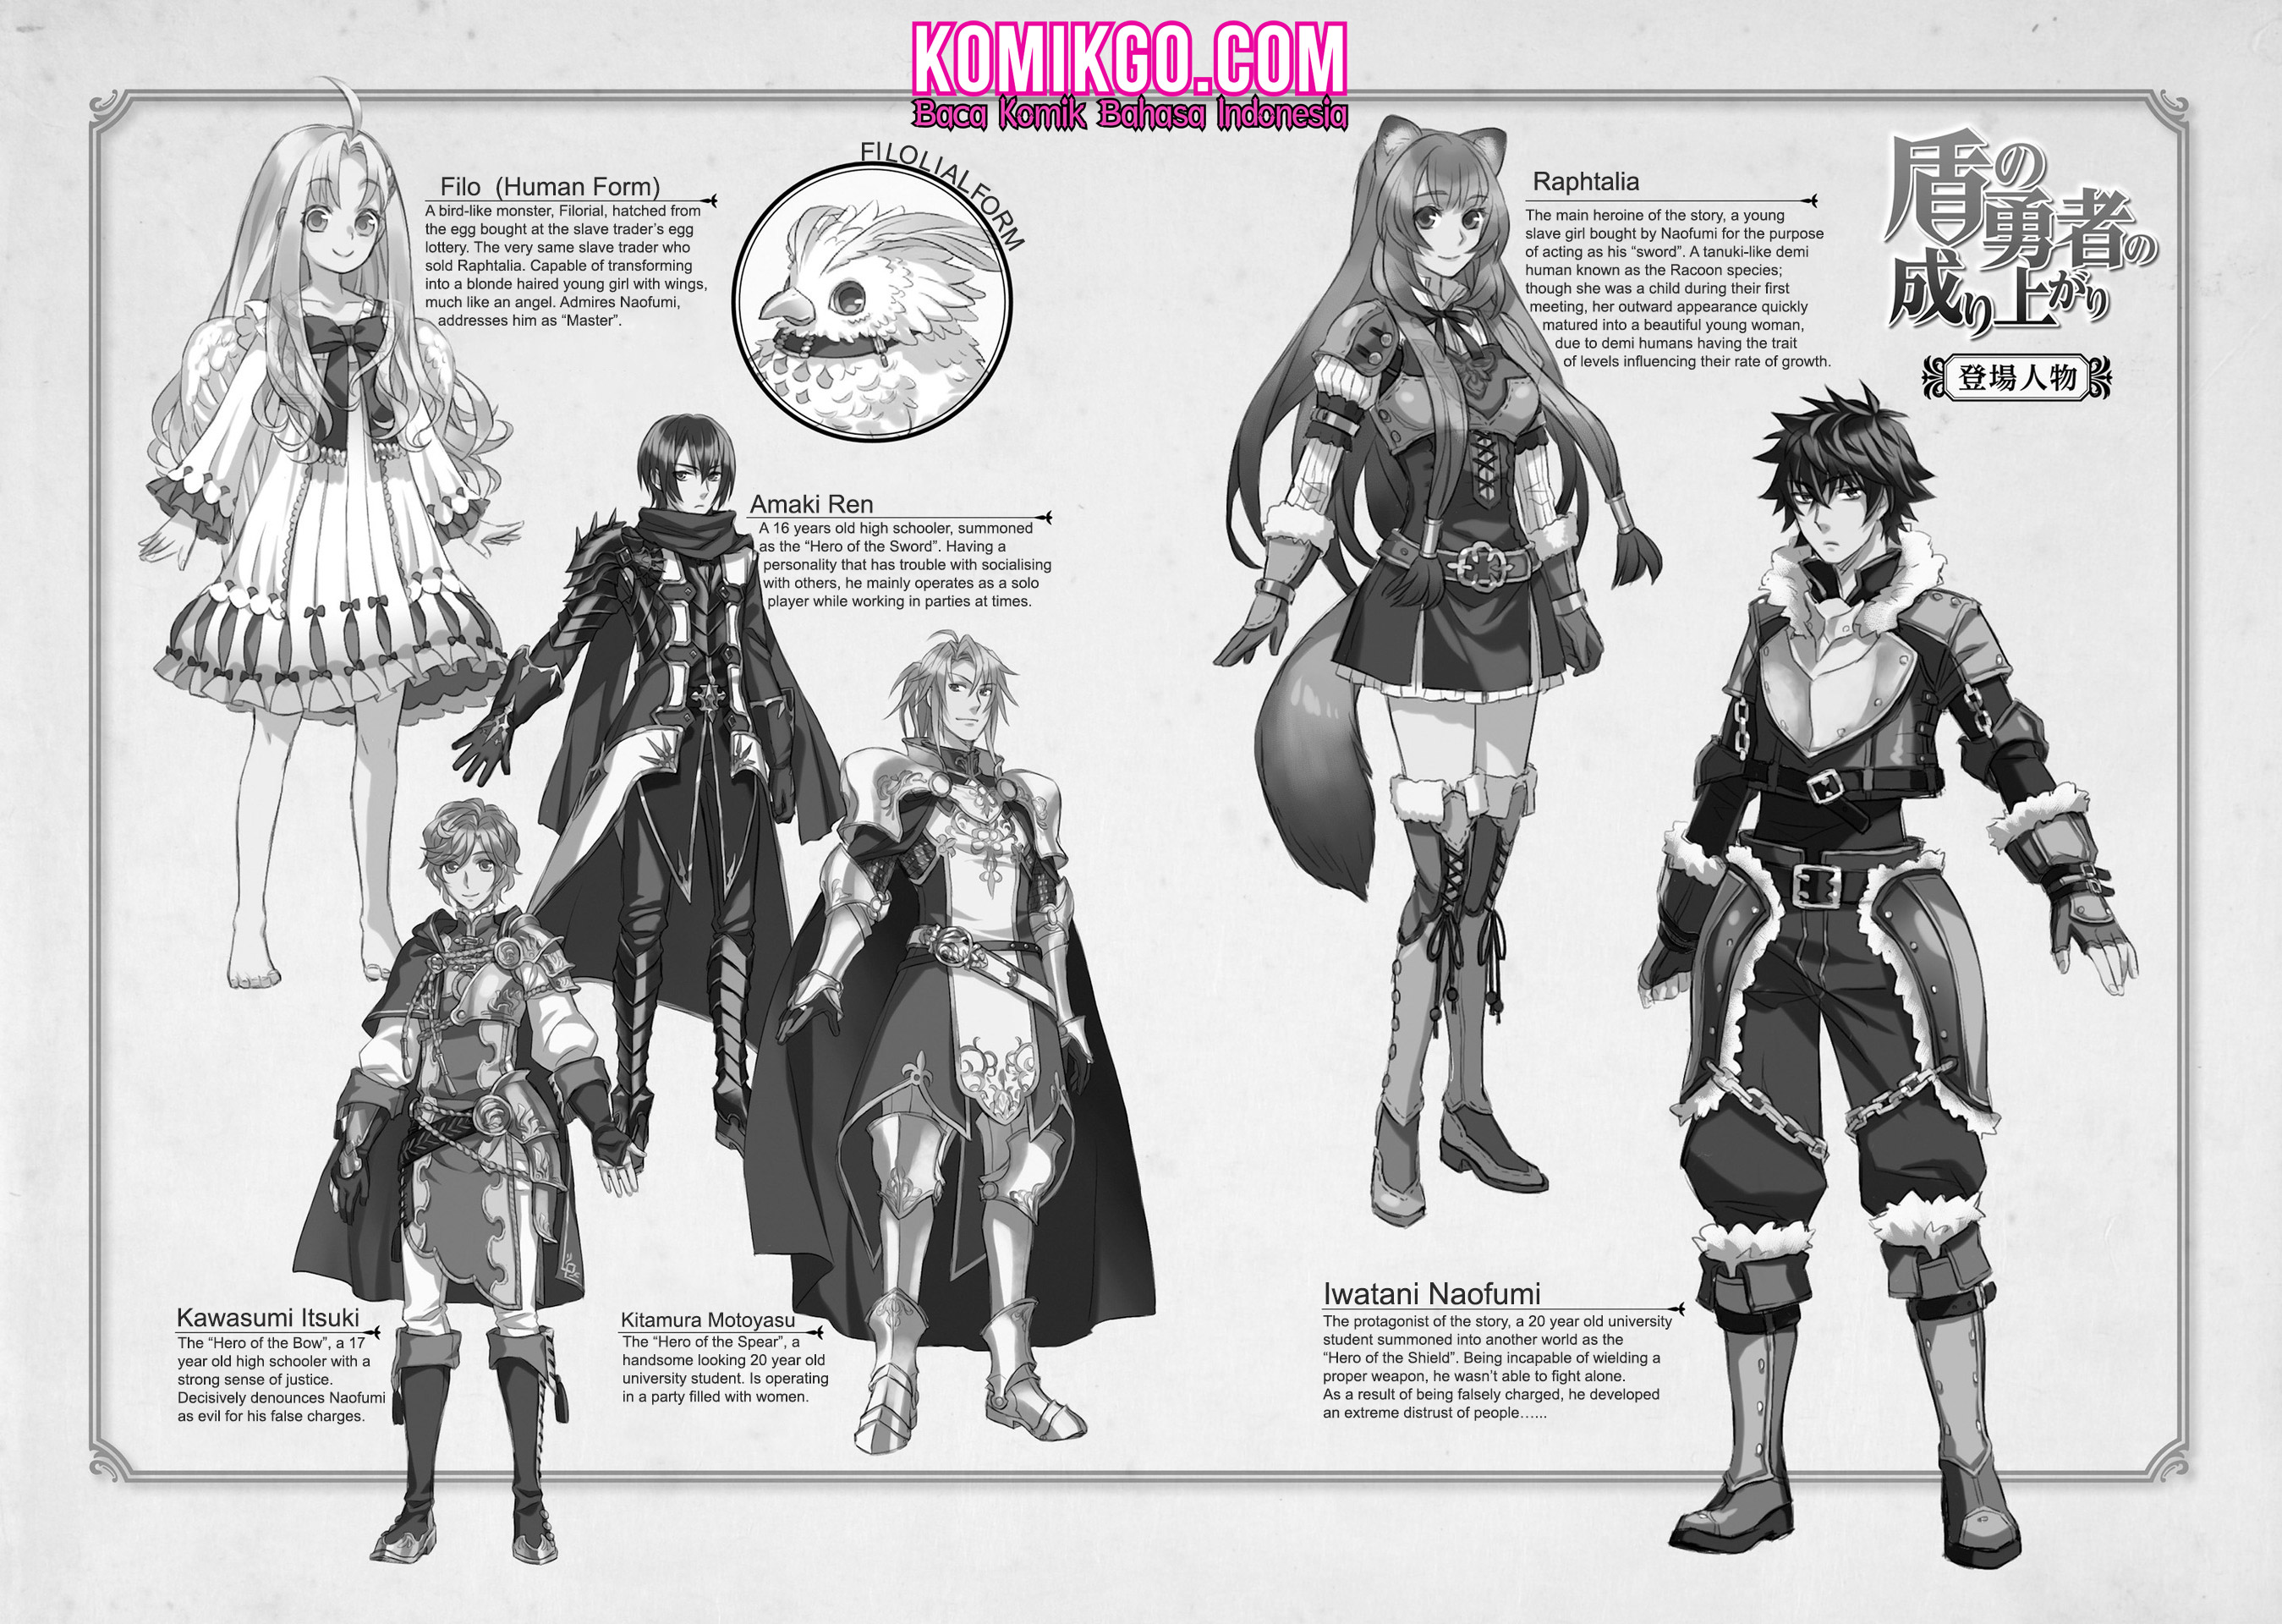 KOMIKGO.COM
Baca Komik Bahasa Indonesia
盾の勇者の
成り上がり
登場人物
Filo (Human Form)
A bird-like monster, Filorial, hatched from
the egg bought at the slave trader's egg
lottery. The very same slave trader who
sold Raphtalia. Capable of transforming
into a blonde haired young girl with wings,
much like an angel. Admires Naofumi,
addresses him as “Master”.
FILOLIAL FORM
Raphtalia
The main heroine of the story, a young
slave girl bought by Naofumi for the purpose
of acting as his “sword”. A tanuki-like demi
human known as the Racoon species;
though she was a child during their first
meeting, her outward appearance quickly
matured into a beautiful young woman,
due to demi humans having the trait
of levels influencing their rate of growth.
Amaki Ren
A 16 years old high schooler, summoned
as the “Hero of the Sword”. Having a
personality that has trouble with socialising
with others, he mainly operates as a solo
player while working in parties at times.
Kawasumi Itsuki
The “Hero of the Bow”, a 17
year old high schooler with a
strong sense of justice.
Decisively denounces Naofumi
as evil for his false charges.
Kitamura Motoyasu
The “Hero of the Spear”, a
handsome looking 20 year old
university student. Is operating
in a party filled with women.
Iwatani Naofumi
The protagonist of the story, a 20 year old university
student summoned into another world as the
“Hero of the Shield”. Being incapable of wielding a
proper weapon, he wasn't able to fight alone.
As a result of being falsely charged, he developed
an extreme distrust of people…...